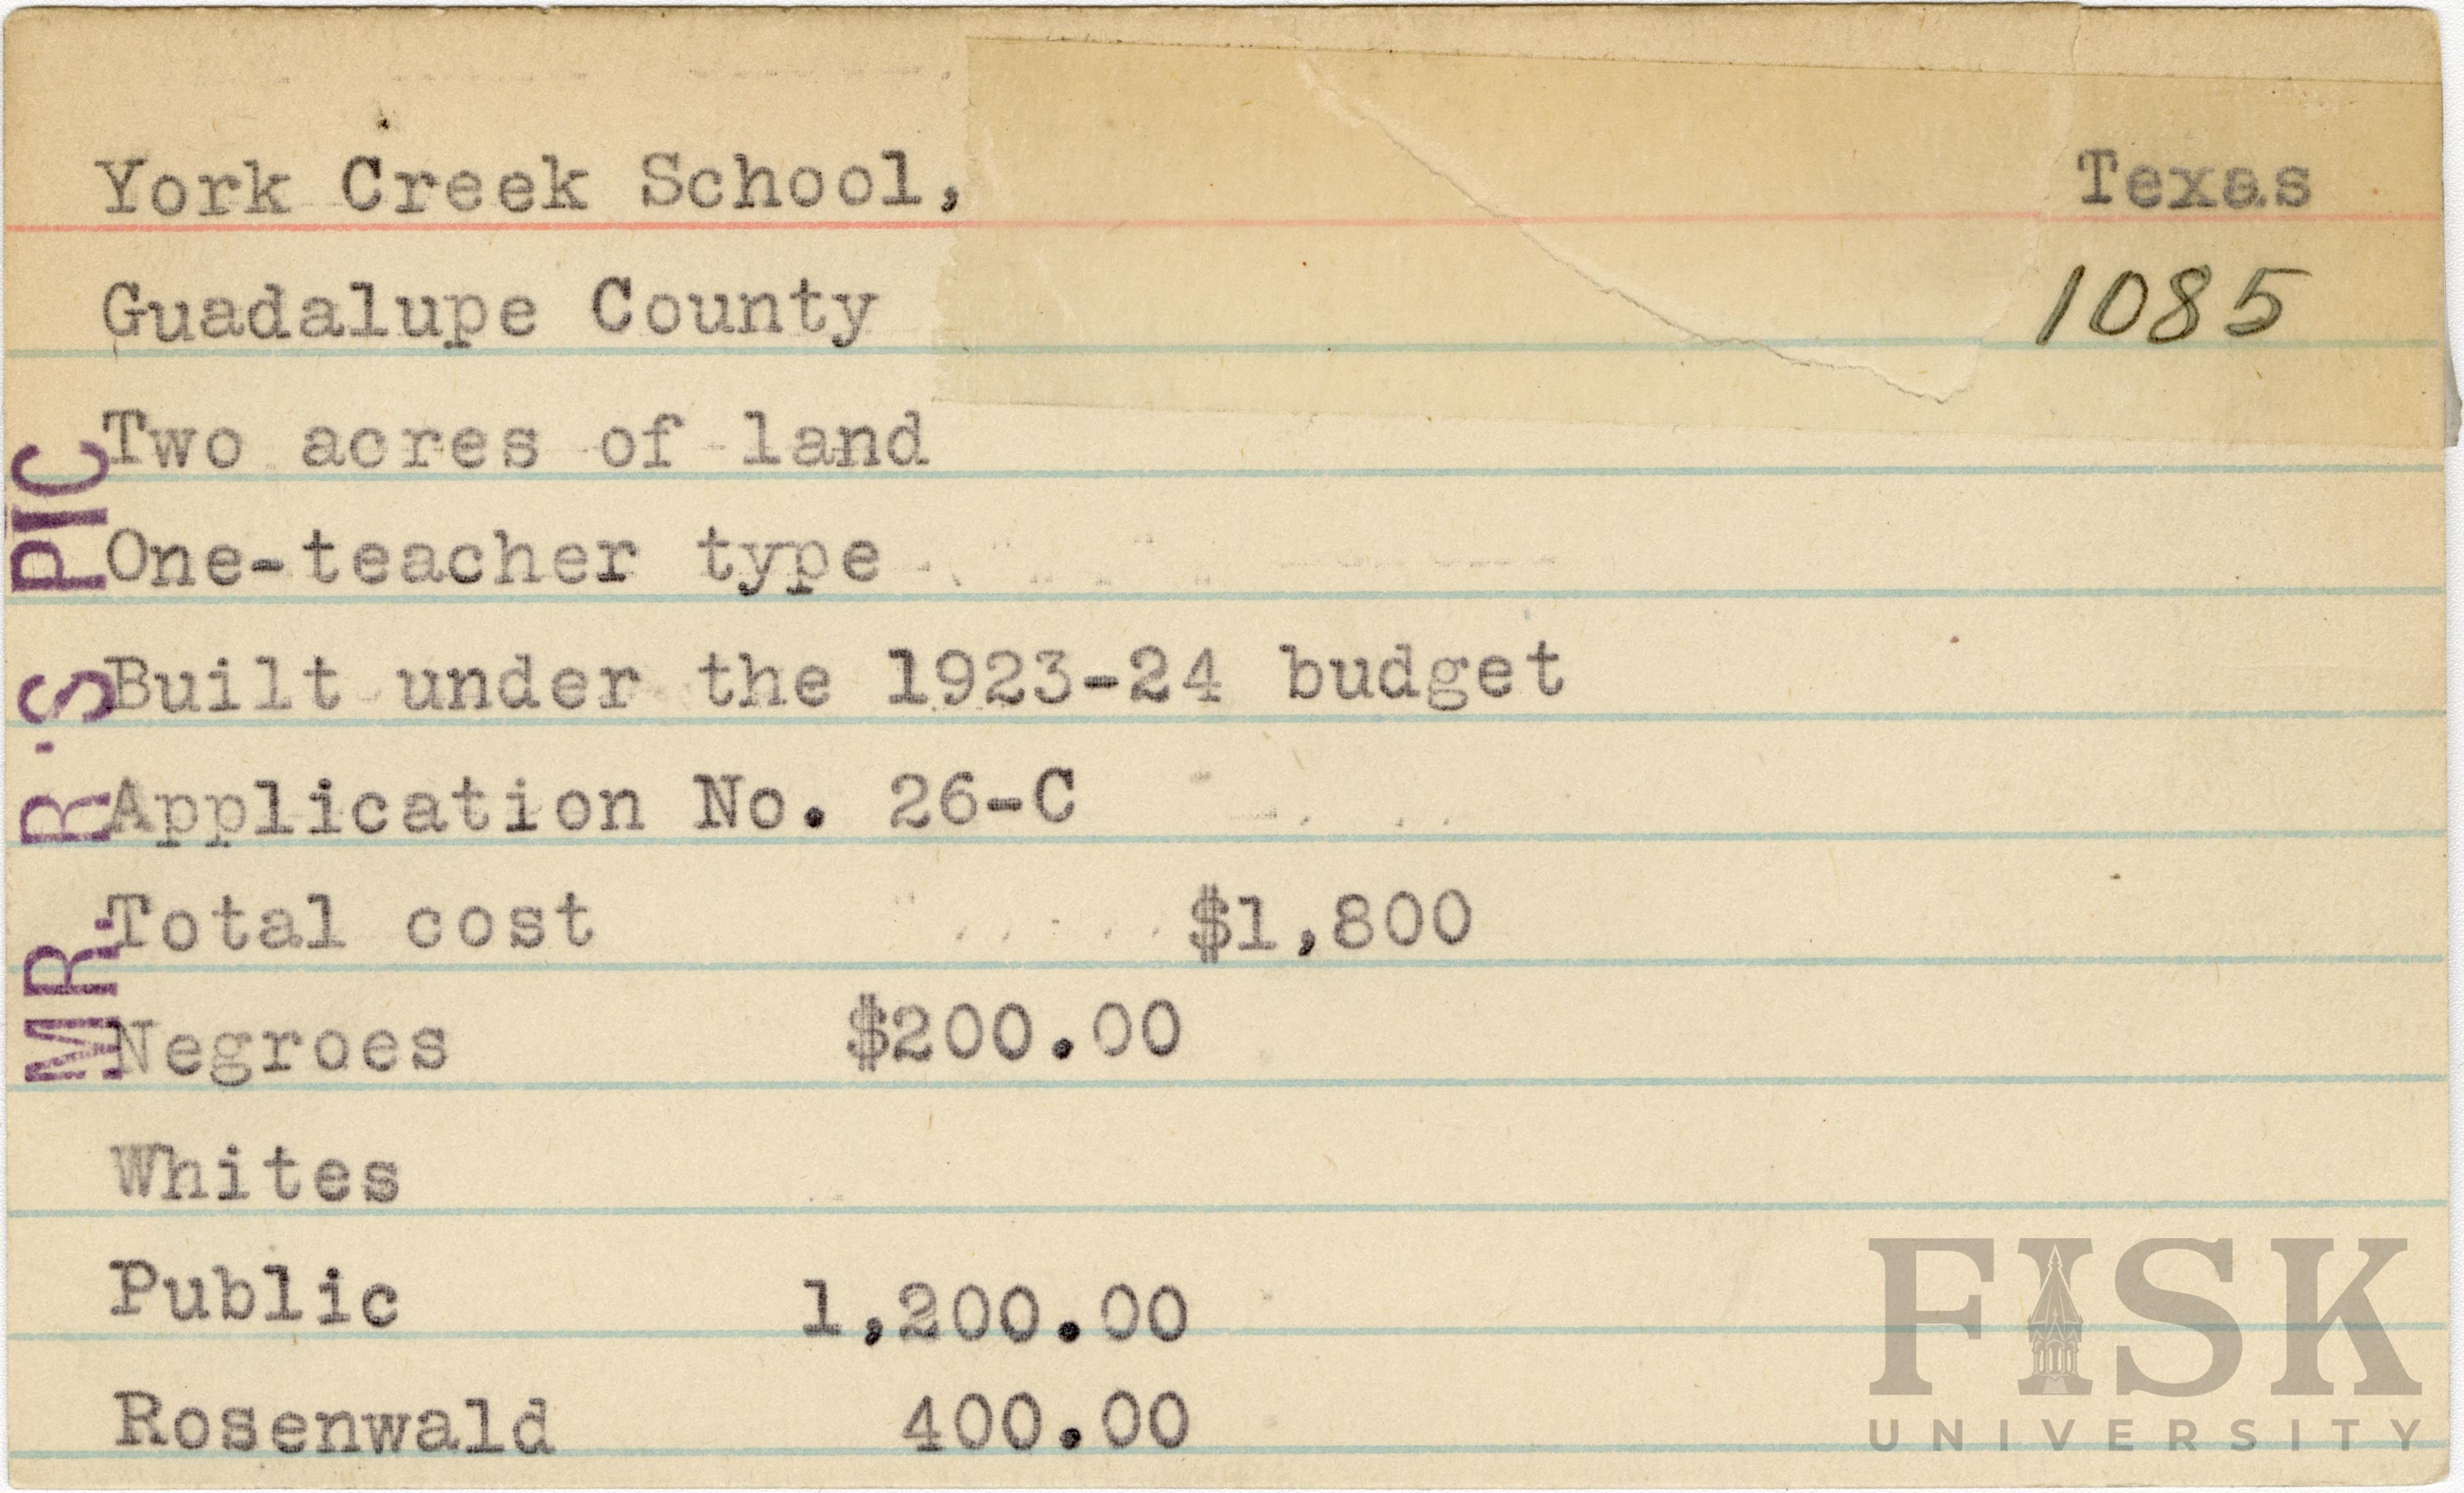 York Creek School, Texas
Guadalupe County 1085
Two acres of land
One-teacher type
Built under the 1923-24 budget
Application No. 26-C
Total cost $1,800
Negroes $200.00
Whites
Public 1,200.00
Rosenwald 400.00
MR. R'S PIC
FISK
UNIVERSITY